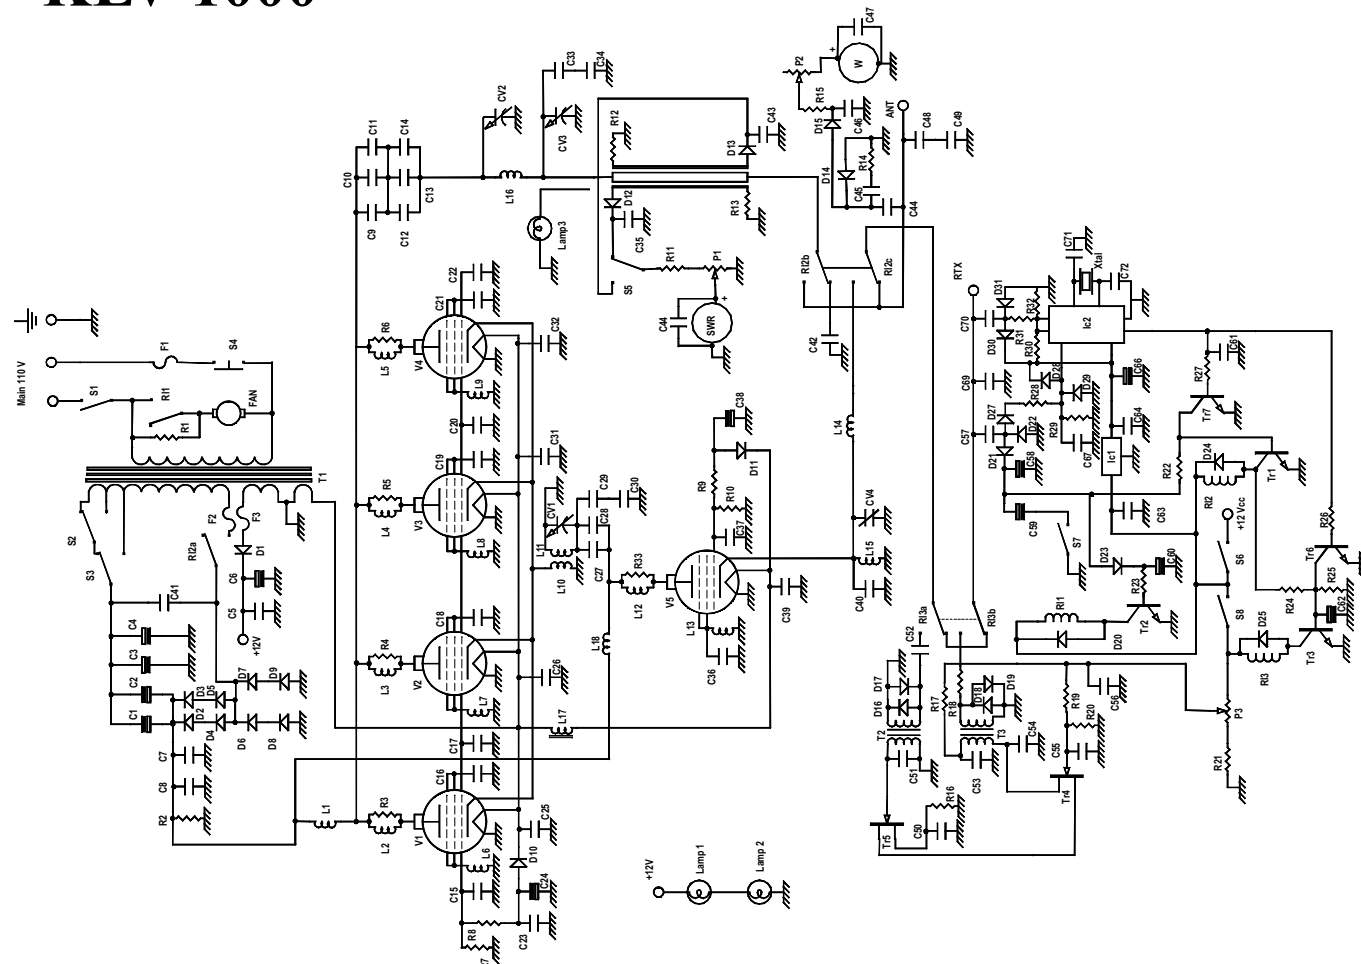 C47
P2
W
+
C33
C34
CV2
R15
C11
C14
R12
D15
C46
ANT
C43
CV3
C48
C49
D13
C10
C13
L16
D14
R14
C45
C9
C12
D12
R13
C44
Lamp3
C35
R11
P1
Rl2b
Rl2c
S5
C71
Xtal
C72
RTX
D31
C22
C21
C44
SWR
+
C70
R32
Ic2
Main 110 V
F1
S4
R6
L5
V4
C32
C42
D30
R31
R30
C61
S1
Rl1
FAN
R1
L9
C69
D28
D29
C66
R27
Tr7
C20
C38
L14
D27
R28
C57
D22
R29
C64
C31
C19
D11
D21
C58
C67
Ic1
D24
T1
R5
L4
V3
C29
C30
R9
R10
CV4
R22
Rl2
Tr1
S2
F2
F3
CV1
C28
L8
L11
L10
C27
C37
C59
C63
+12 Vcc
R26
S3
Rl2a
D1
R33
L12
V5
L15
C40
S7
S6
D23
C60
Tr6
C41
C6
C5
+12V
C18
C39
Rl3a
Rl3b
R23
Rl1
Tr2
R24
R25
C62
S8
D25
L13
C4
C3
R4
L3
V2
L18
C36
C52
D20
Rl3
Tr3
C2
C1
D3
D5
D7
D9
D2
D4
D6
D8
L7
C26
D17
D16
D19
D18
R17
R18
R19
R20
C56
P3
C17
L17
T2
T3
C54
C55
R21
C7
C8
C16
C51
C53
R2
L1
R3
L2
V1
C25
R16
C50
Tr4
Tr5
L6
D10
+12V
Lamp 1
Lamp 2
C15
C24
R8
C23